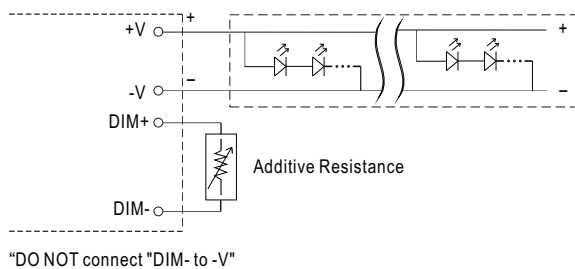 +V
+
-V
−
DIM+
DIM-
+
−
Additive Resistance
“DO NOT connect "DIM- to -V"